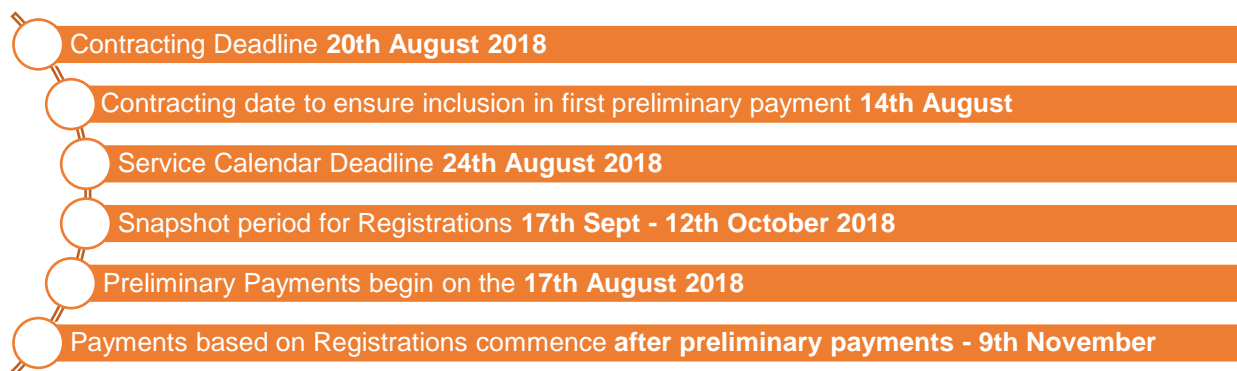 Contracting Deadline 20th August 2018
Contracting date to ensure inclusion in first preliminary payment 14th August
Service Calendar Deadline 24th August 2018
Snapshot period for Registrations 17th Sept - 12th October 2018
Preliminary Payments begin on the 17th August 2018
Payments based on Registrations commence after preliminary payments - 9th November